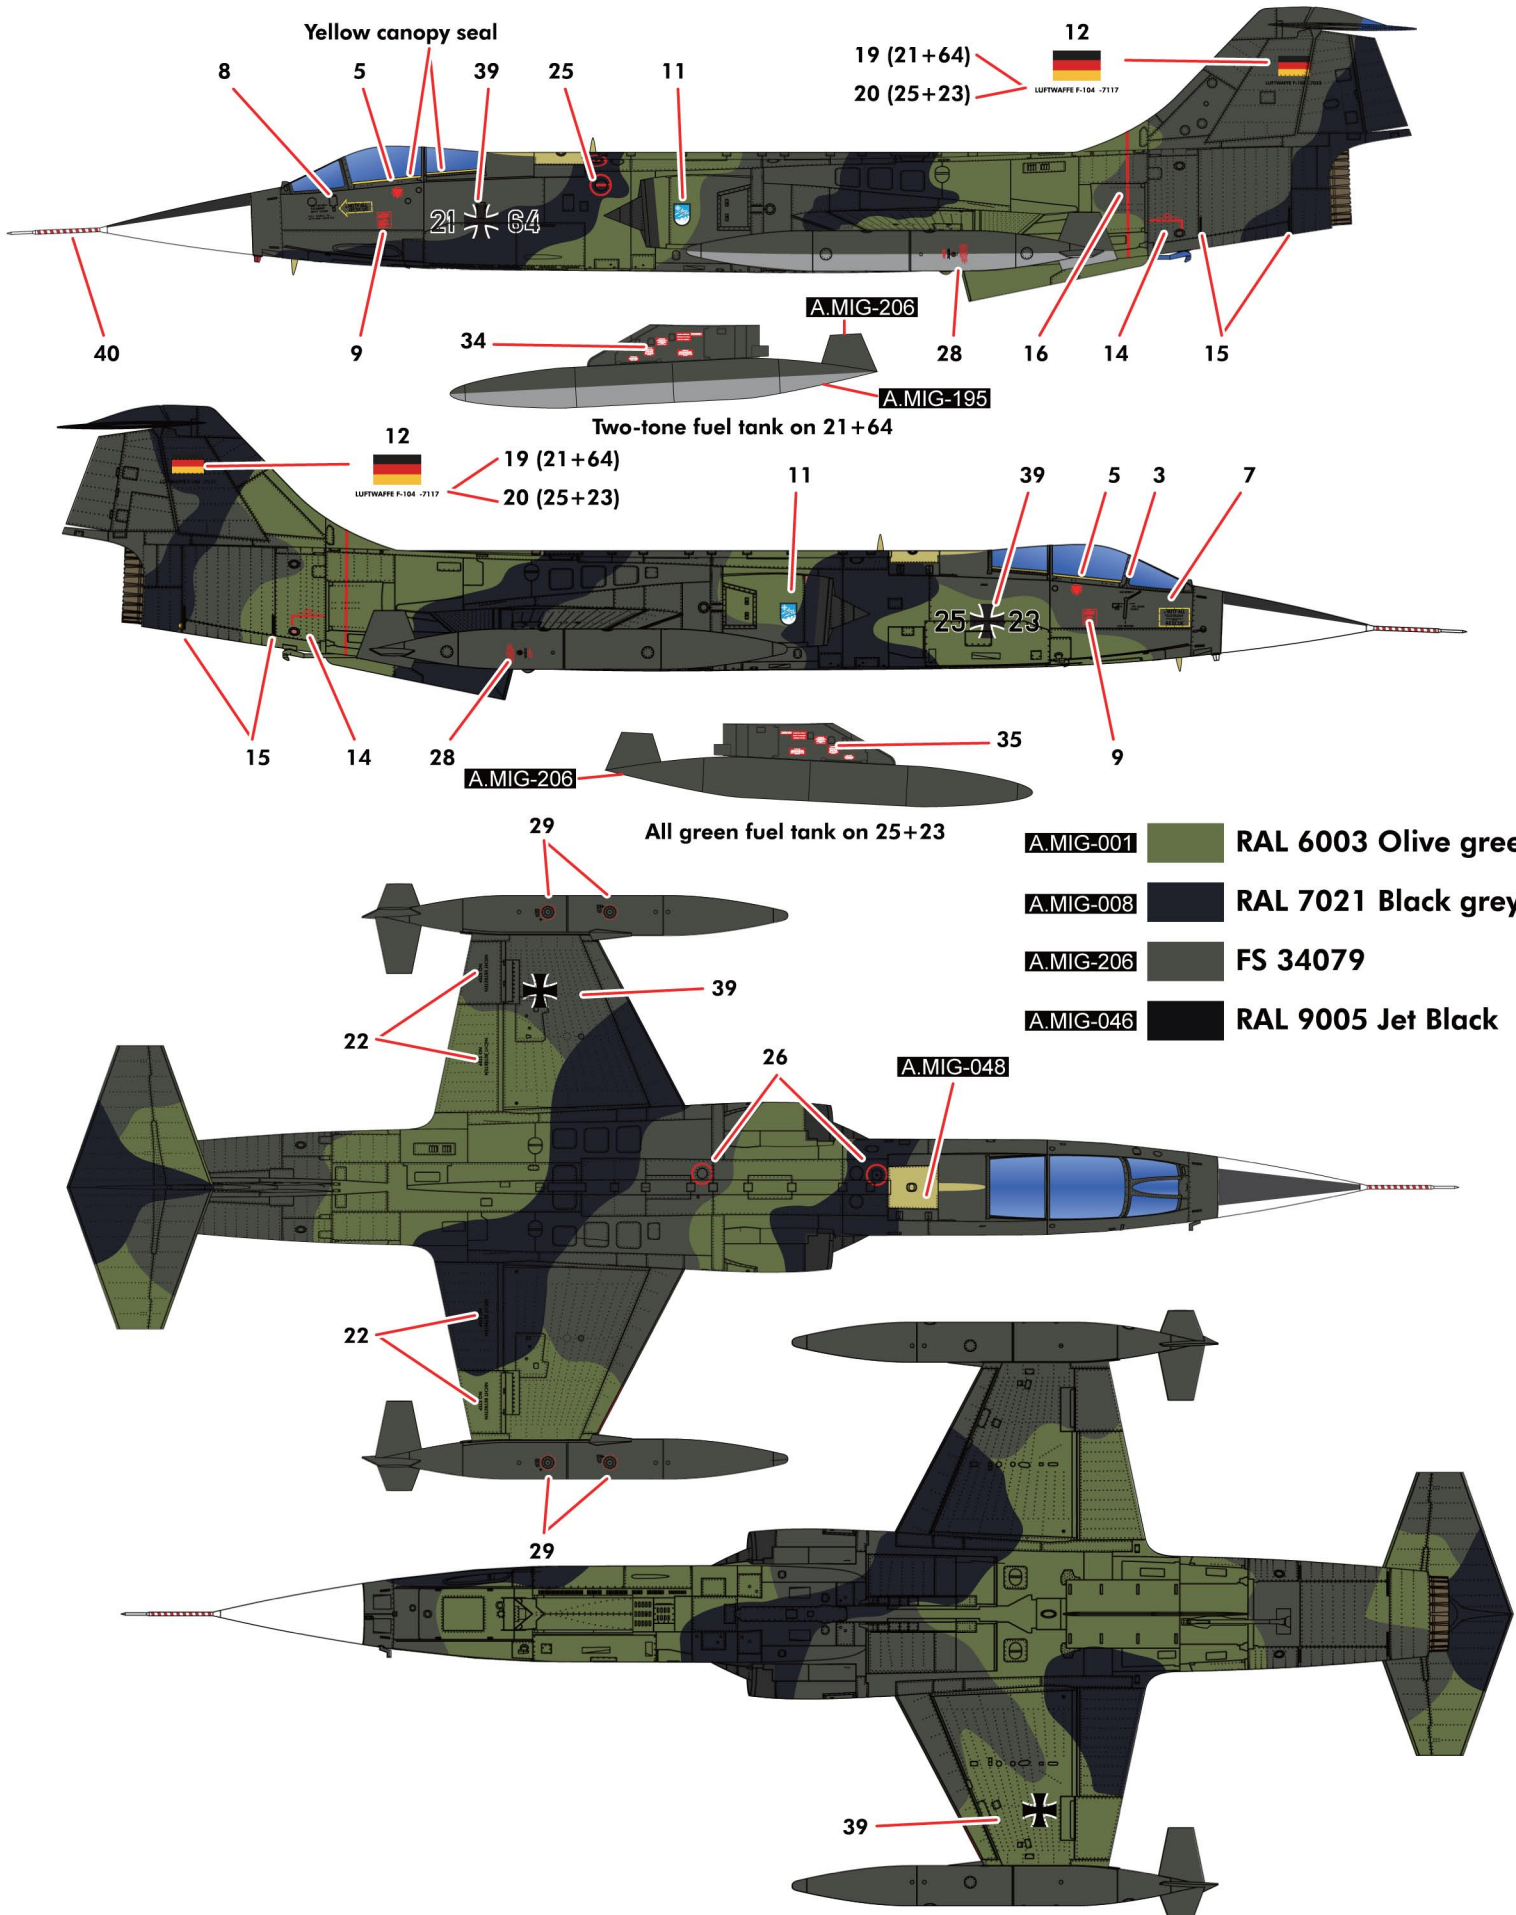 Yellow canopy seal
12
19 (21+64)
8 5 39 25 11
20 (25+23)
LUFTWAFFE F-104 -7117
21 64
40 9
A.MIG-206
34
28 16 14 15
A.MIG-195
Two-tone fuel tank on 21+64
12
19 (21+64)
20 (25+23)
LUFTWAFFE F-104 -7117
11 39 5 3 7
25 23
15 14 28
35
9
A.MIG-206
All green fuel tank on 25+23
29
A.MIG-001 RAL 6003 Olive gree
A.MIG-008 RAL 7021 Black grey
A.MIG-206 FS 34079
A.MIG-046 RAL 9005 Jet Black
39
22
26
A.MIG-048
22
29
39